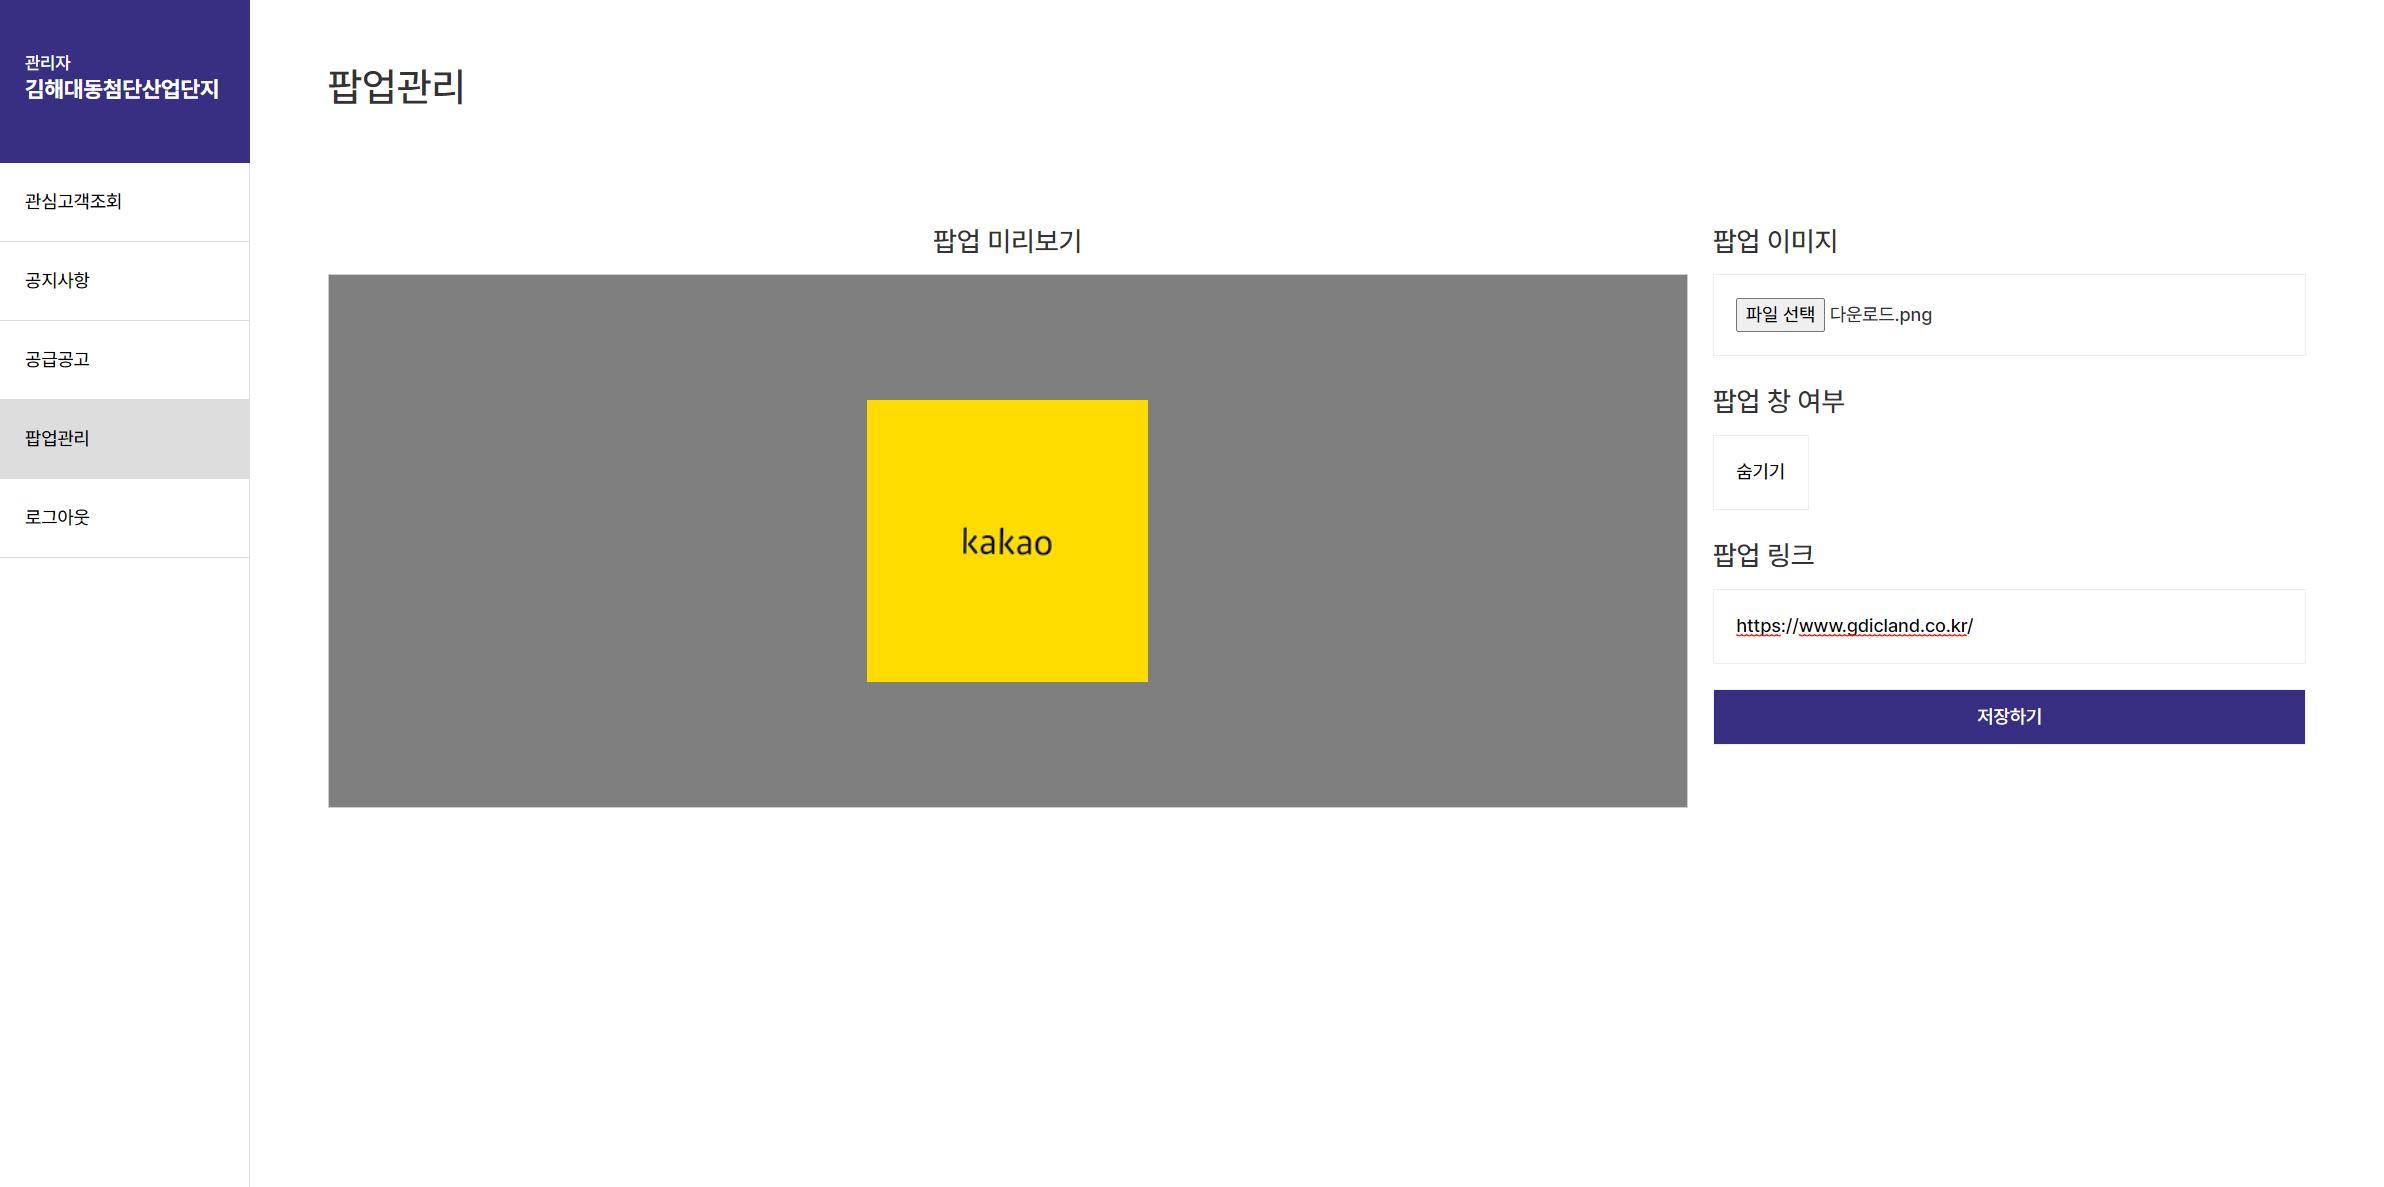 관리자
김해대동첨단산업단지
관심고객조회
공지사항
공급공고
팝업관리
로그아웃
팝업관리
팝업 미리보기
kakao
팝업 이미지
파일 선택 다운로드.png
팝업 창 여부
숨기기
팝업 링크
https://www.gdicland.co.kr/
저장하기